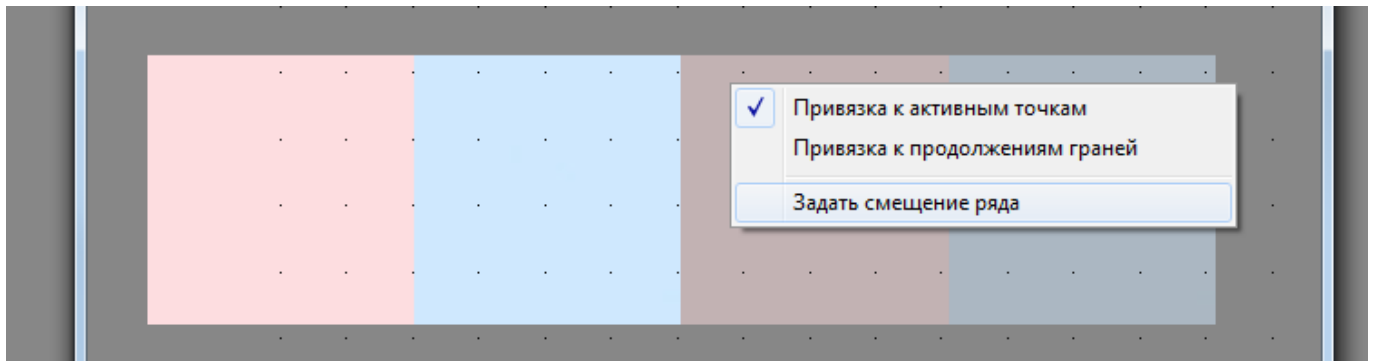 Привязка к активным точкам
Привязка к продолжениям граней
Задать смещение ряда